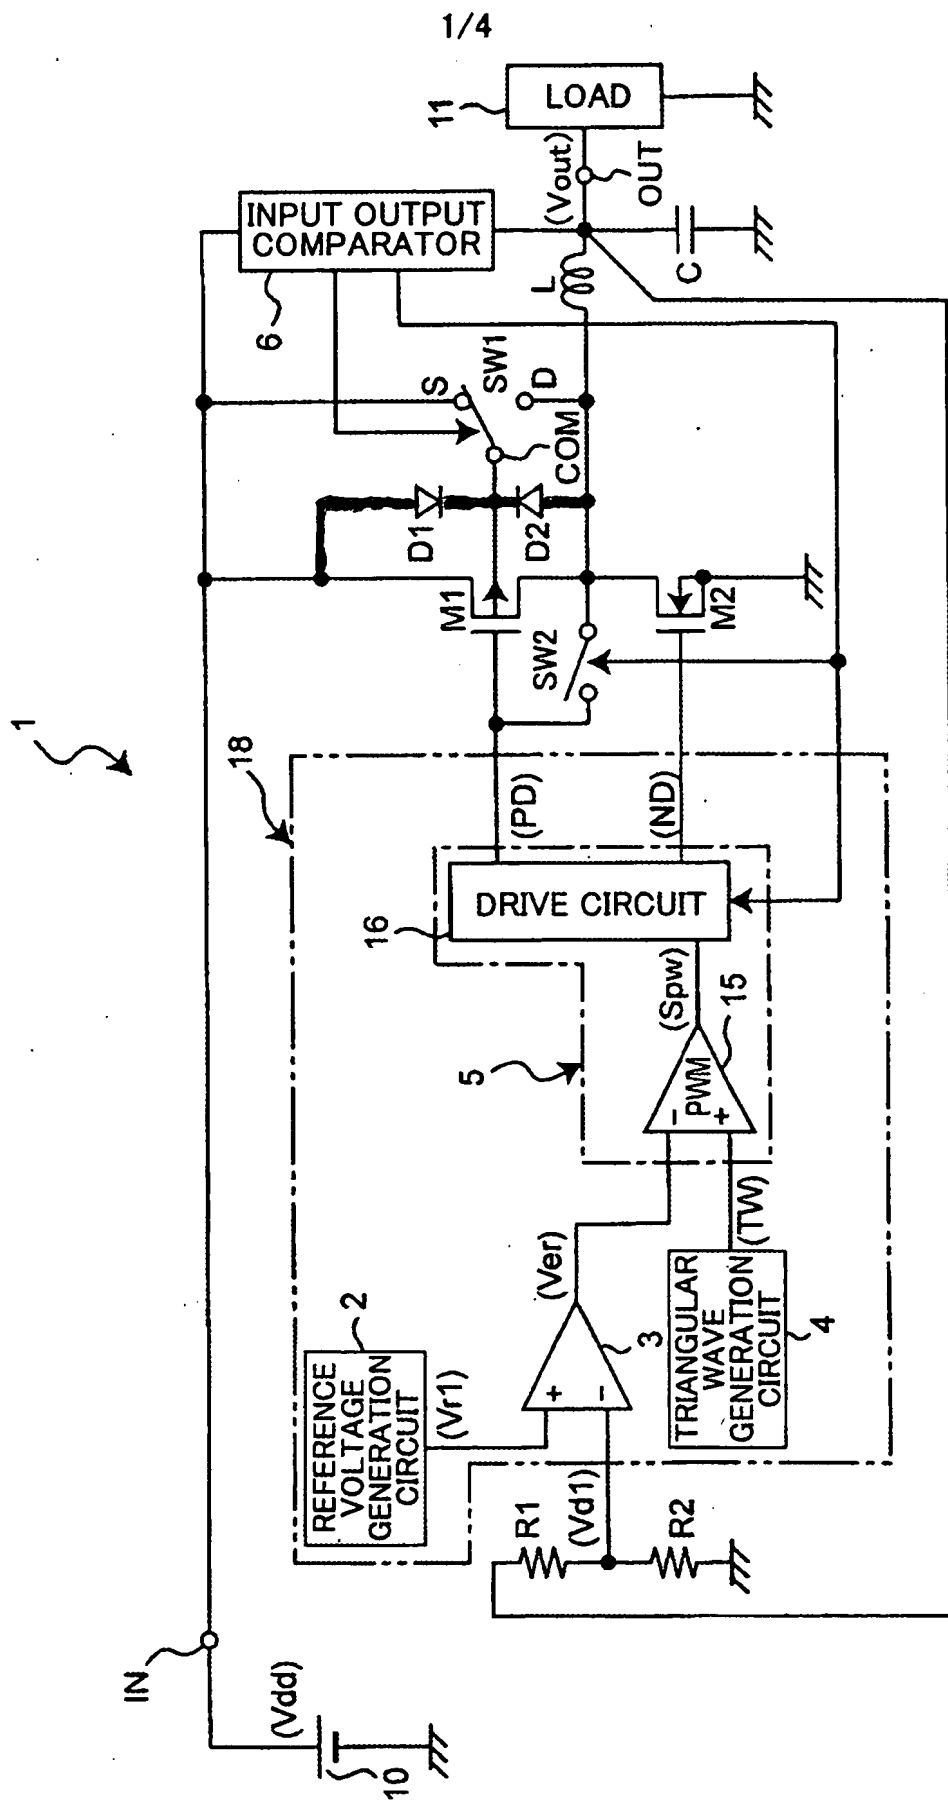 1/4
1
IN
(Vdd)
10
18
REFERENCE
VOLTAGE
GENERATION
CIRCUIT
2
(Vr1)
R1
(Vd1)
R2
+
−
3
(Ver)
TRIANGULAR
WAVE
GENERATION
CIRCUIT
4
(TW)
5
−
PWM
+
15
(Spw)
16
DRIVE CIRCUIT
(PD)
(ND)
SW2
M1
M2
D1
D2
COM
S
SW1
D
6
INPUT OUTPUT
COMPARATOR
L
(Vout)
C
OUT
11
LOAD